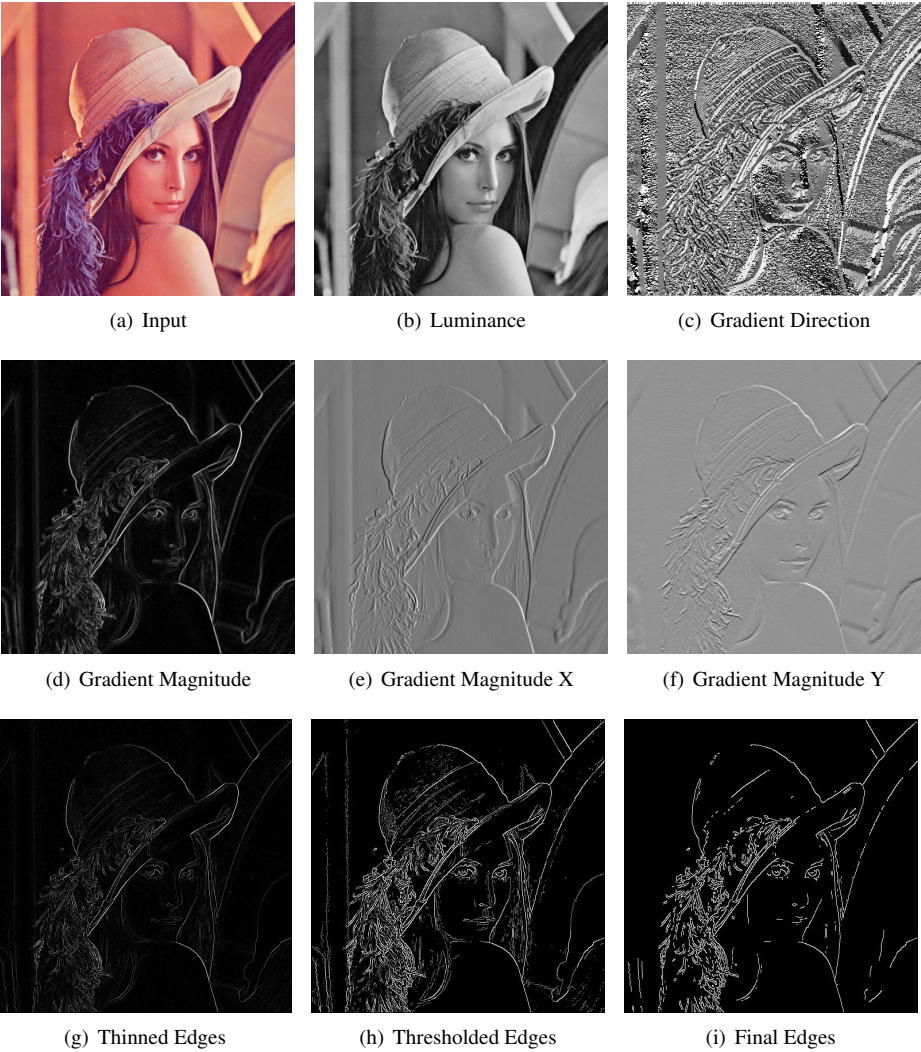 (a) Input
(b) Luminance
(c) Gradient Direction
(d) Gradient Magnitude
(e) Gradient Magnitude X
(f) Gradient Magnitude Y
(g) Thinned Edges
(h) Thresholded Edges
(i) Final Edges